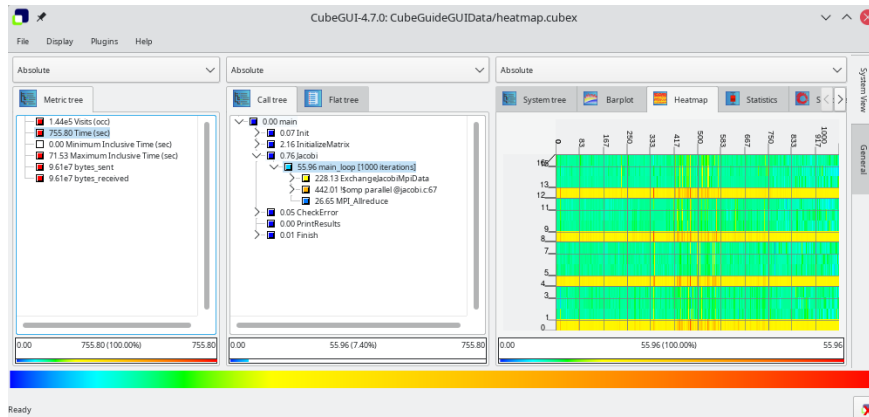 CubeGUI-4.7.0: CubeGuideGUIData/heatmap.cubex
File Display Plugins Help
Absolute
Metric tree
1.44e5 Visits (occ)
755.80 Time (sec)
0.00 Minimum Inclusive Time (sec)
71.53 Maximum Inclusive Time (sec)
9.61e7 bytes_sent
9.61e7 bytes_received
0.00 755.80 (100.00%) 755.80
Absolute
Call tree Flat tree
0.00 main
0.07 Init
2.16 InitializeMatrix
0.76 Jacobi
55.96 main_loop [1000 iterations]
228.13 ExchangeJacobiMpiData
442.01 !$omp parallel @jacobi.c:67
26.65 MPI_Allreduce
0.05 CheckError
0.00 PrintResults
0.01 Finish
0.00 55.96 (7.40%) 755.80
Absolute
System tree Barplot Heatmap Statistics
0 83 167 250 333 417 500 583 667 750 833 917 1000
13
12
11
9
8
7
5
4
3
1
0
0.00 55.96 (100.00%) 55.96
System View
General
Ready